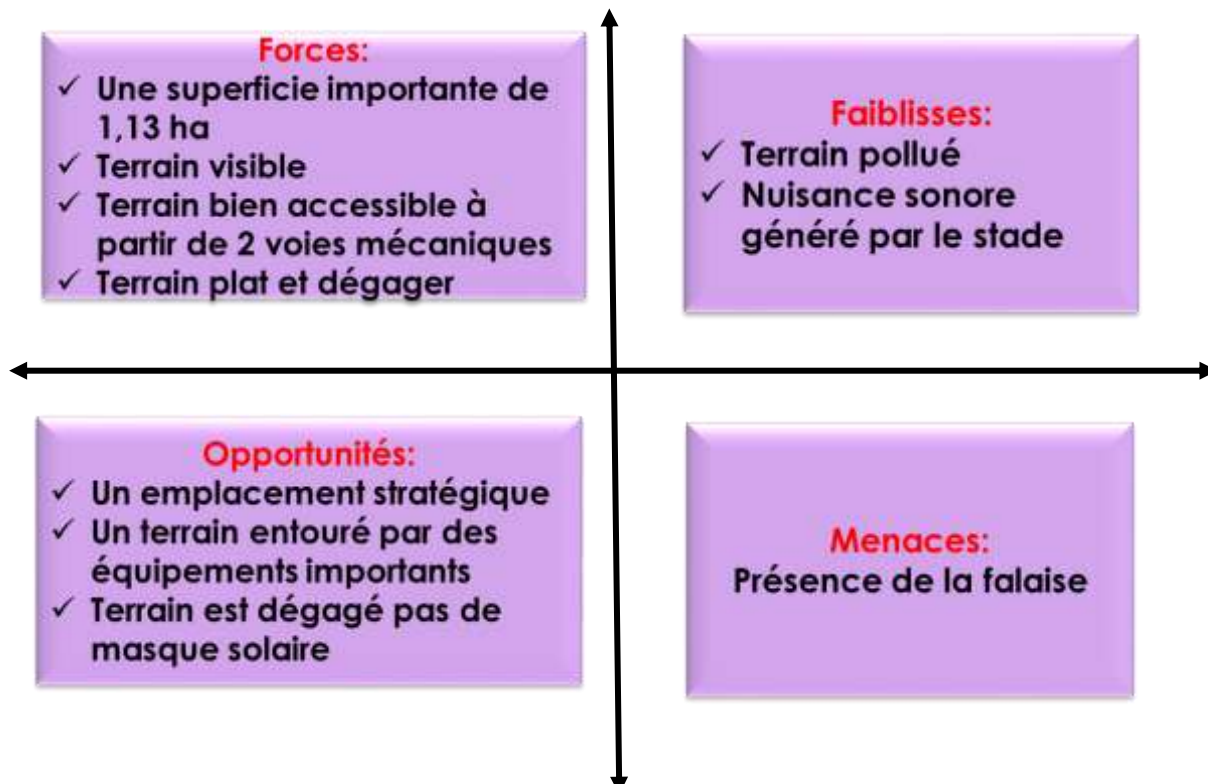 Forces:
✓ Une superficie importante de
1,13 ha
✓ Terrain visible
✓ Terrain bien accessible à
partir de 2 voies mécaniques
✓ Terrain plat et dégager
Faiblisses:
✓ Terrain pollué
✓ Nuisance sonore
généré par le stade
Opportunités:
✓ Un emplacement stratégique
✓ Un terrain entouré par des
équipements importants
✓ Terrain est dégagé pas de
masque solaire
Menaces:
Présence de la falaise